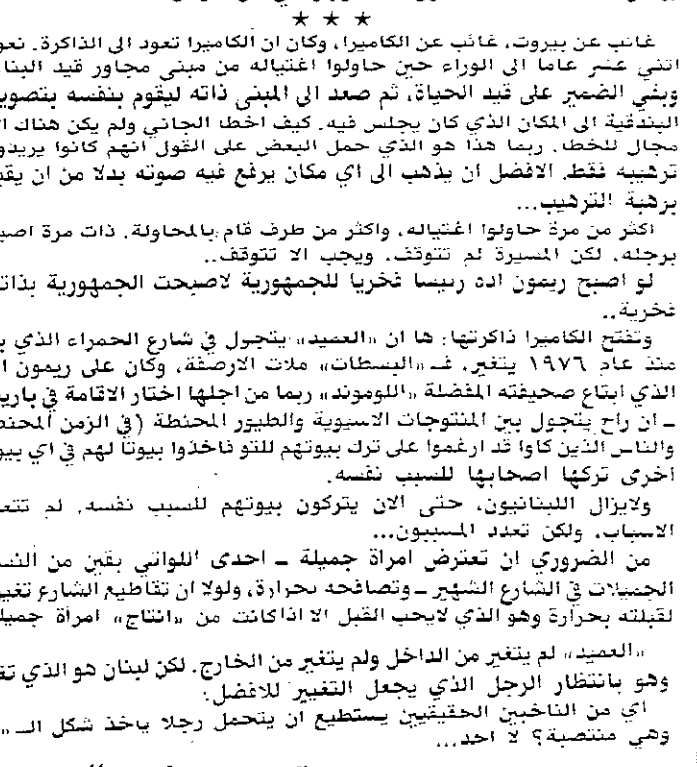 ★ ★ ★
غائب عن بيروت، غائب عن الكاميرا، وكان ان الكاميرا تعود الى الذاكرة. نعو
اثني عشر عاما الى الوراء حين حاولوا اغتياله من مبنى مجاور قيد البنا
وبقي الضمير على قيد الحياة، ثم صعد الى المبنى ذاته ليقوم بنفسه بتصوي
البندقية الى المكان الذي كان يجلس فيه. كيف اخطا الجاني ولم يكن هناك ا
مجال للخطا. ربما هذا هو الذي حمل البعض على القول انهم كانوا يريدو
ترهيبه فقط. الافضل ان يذهب الى اي مكان يرفع فيه صوته بدلا من ان يق
برهبة الترهيب...
اكثر من مرة حاولوا اغتياله، واكثر من طرف قام بالمحاولة. ذات مرة اصي
برجله. لكن المسيرة لم تتوقف، ويجب الا تتوقف..
لو اصبح ريمون اده رئيسا فخريا للجمهورية لاصبحت الجمهورية بذات
فخرية..
وتفتح الكاميرا ذاكرتها: ها ان «العميد» يتجول في شارع الحمراء الذي ب
منذ عام ١٩٧٦ يتغير، فـ «البسطات» ملات الارصفة، وكان على ريمون ا
الذي ابتاع صحيفته المفضلة «اللوموند» ربما من اجلها اختار الاقامة في باري
ـ ان راح يتجول بين المنتوجات الاسيوية والطيور المحنطة (في الزمن المحنط
والناس الذين كاوا قد ارغموا على ترك بيوتهم للتو فاخذوا بيوتا لهم في اي بيو
اخرى تركها اصحابها للسبب نفسه.
ولايزال اللبنانيون، حتى الان يتركون بيوتهم للسبب نفسه. لم تتع
الاسباب، ولكن تعدد المسببون...
من الضروري ان تعترض امراة جميلة ـ احدى اللواتي بقين من النس
الجميلات في الشارع الشهير ـ وتصافحه بحرارة، ولولا ان تقاطيع الشارع تغي
لقبلته بحرارة وهو الذي لايحب القبل الا اذا كانت من «انتاج» امراة جميل
«العميد» لم يتغير من الداخل ولم يتغير من الخارج. لكن لبنان هو الذي تغ
وهو بانتظار الرجل الذي يجعل التغيير للافضل:
اي من الناخبين الحقيقيين يستطيع ان يتحمل رجلا ياخذ شكل الـ «
وهي منتصبة؟ لا احد...